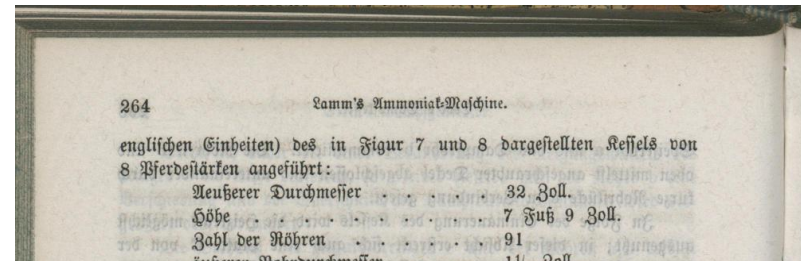 264
Lamm's Ammoniak-Maschine.
englischen Einheiten) des in Figur 7 und 8 dargestellten Kessels von
8 Pferdestärken angeführt:
Aeußerer Durchmesser . . . . . . 32 Zoll.
Höhe . . . . . . . . . . . 7 Fuß 9 Zoll.
Zahl der Röhren . . . . . . . . 91